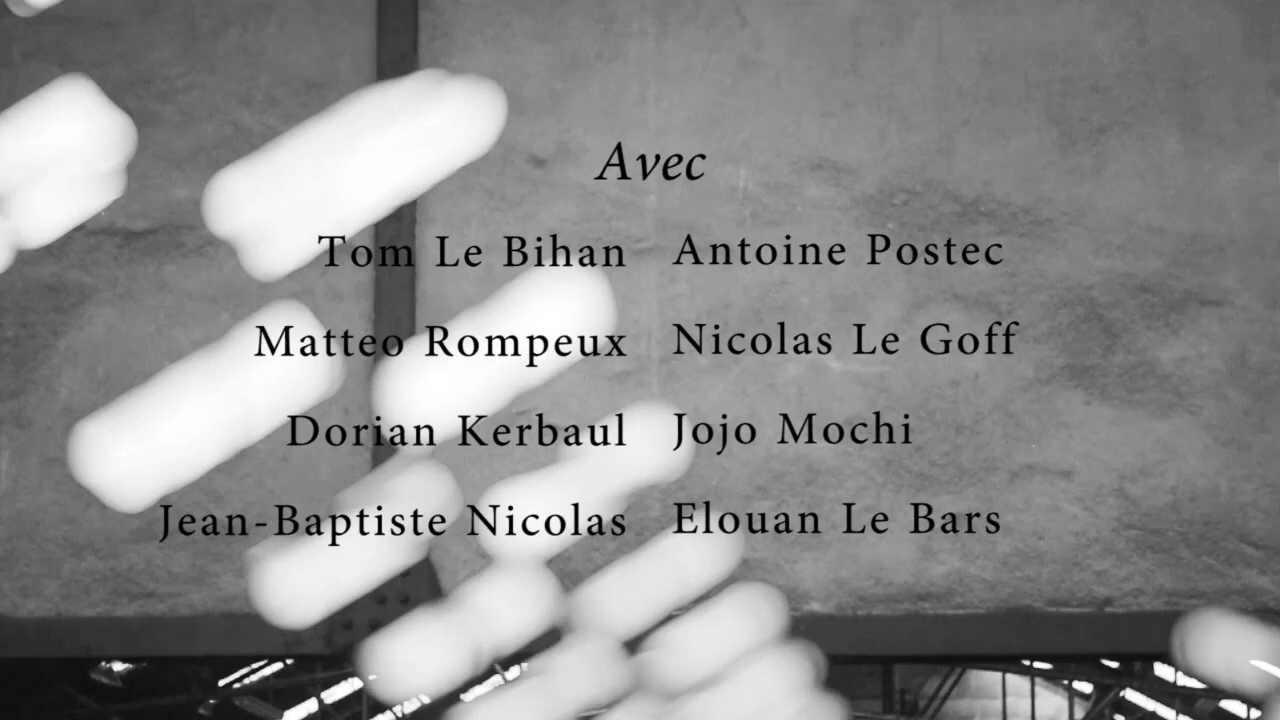 Avec
Tom Le Bihan Antoine Postec
Matteo Rompeux Nicolas Le Goff
Dorian Kerbaul Jojo Mochi
Jean-Baptiste Nicolas Elouan Le Bars